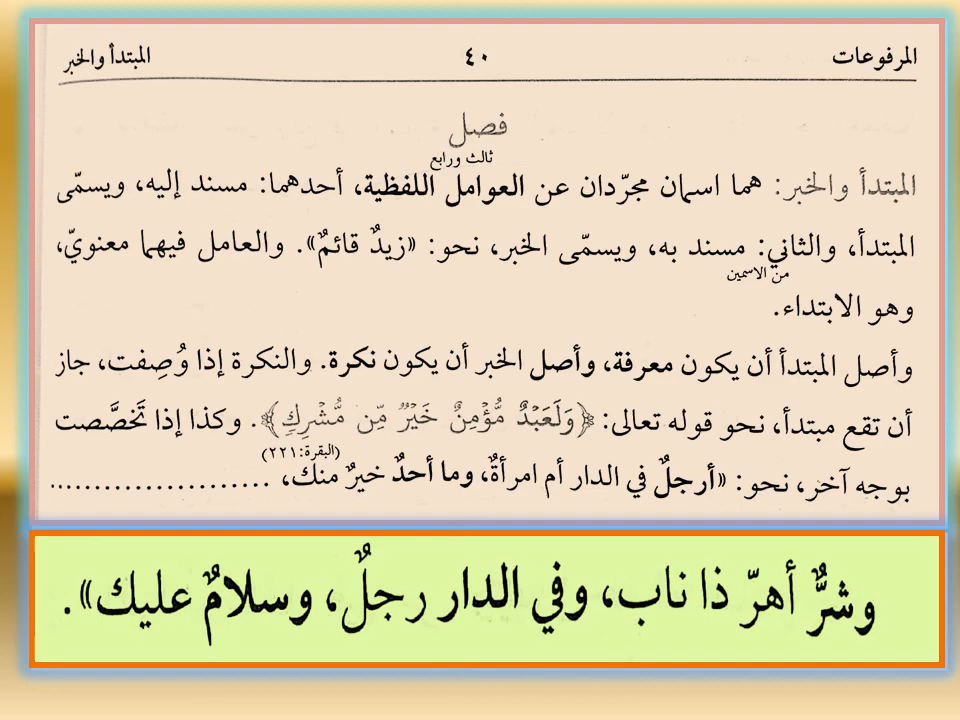 المرفوعات ٤٠ المبتدأ والخبر
فصل
ثالث ورابع
المبتدأ والخبر: هما اسمان مجرّدان عن العوامل اللفظية، أحدهما: مسند إليه، ويسمّى
المبتدأ، والثاني: مسند به، ويسمّى الخبر، نحو: «زيدٌ قائمٌ». والعامل فيهما معنويّ،
من الاسمين
وهو الابتداء.
وأصل المبتدأ أن يكون معرفة، وأصل الخبر أن يكون نكرة. والنكرة إذا وُصِفت، جاز
أن تقع مبتدأ، نحو قوله تعالى: ﴿وَلَعَبْدٌ مُّؤْمِنٌ خَيْرٌ مِّن مُّشْرِكٍ﴾. وكذا إذا تَخَصَّصت
(البقرة:٢٢١)
بوجه آخر، نحو: «أرجلٌ في الدار أم امرأةٌ، وما أحدٌ خيرٌ منك، ......................
وشرٌّ أهرّ ذا ناب، وفي الدار رجلٌ، وسلامٌ عليك».